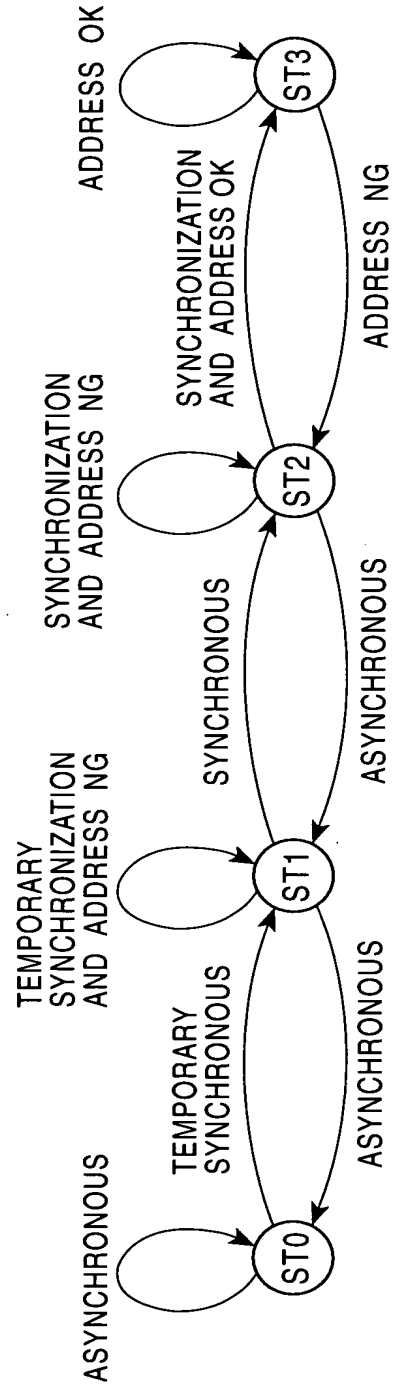 ASYNCHRONOUS
ST0
TEMPORARY
SYNCHRONOUS
ASYNCHRONOUS
TEMPORARY
SYNCHRONIZATION
AND ADDRESS NG
ST1
SYNCHRONOUS
ASYNCHRONOUS
SYNCHRONIZATION
AND ADDRESS NG
ST2
SYNCHRONIZATION
AND ADDRESS OK
ADDRESS NG
ADDRESS OK
ST3